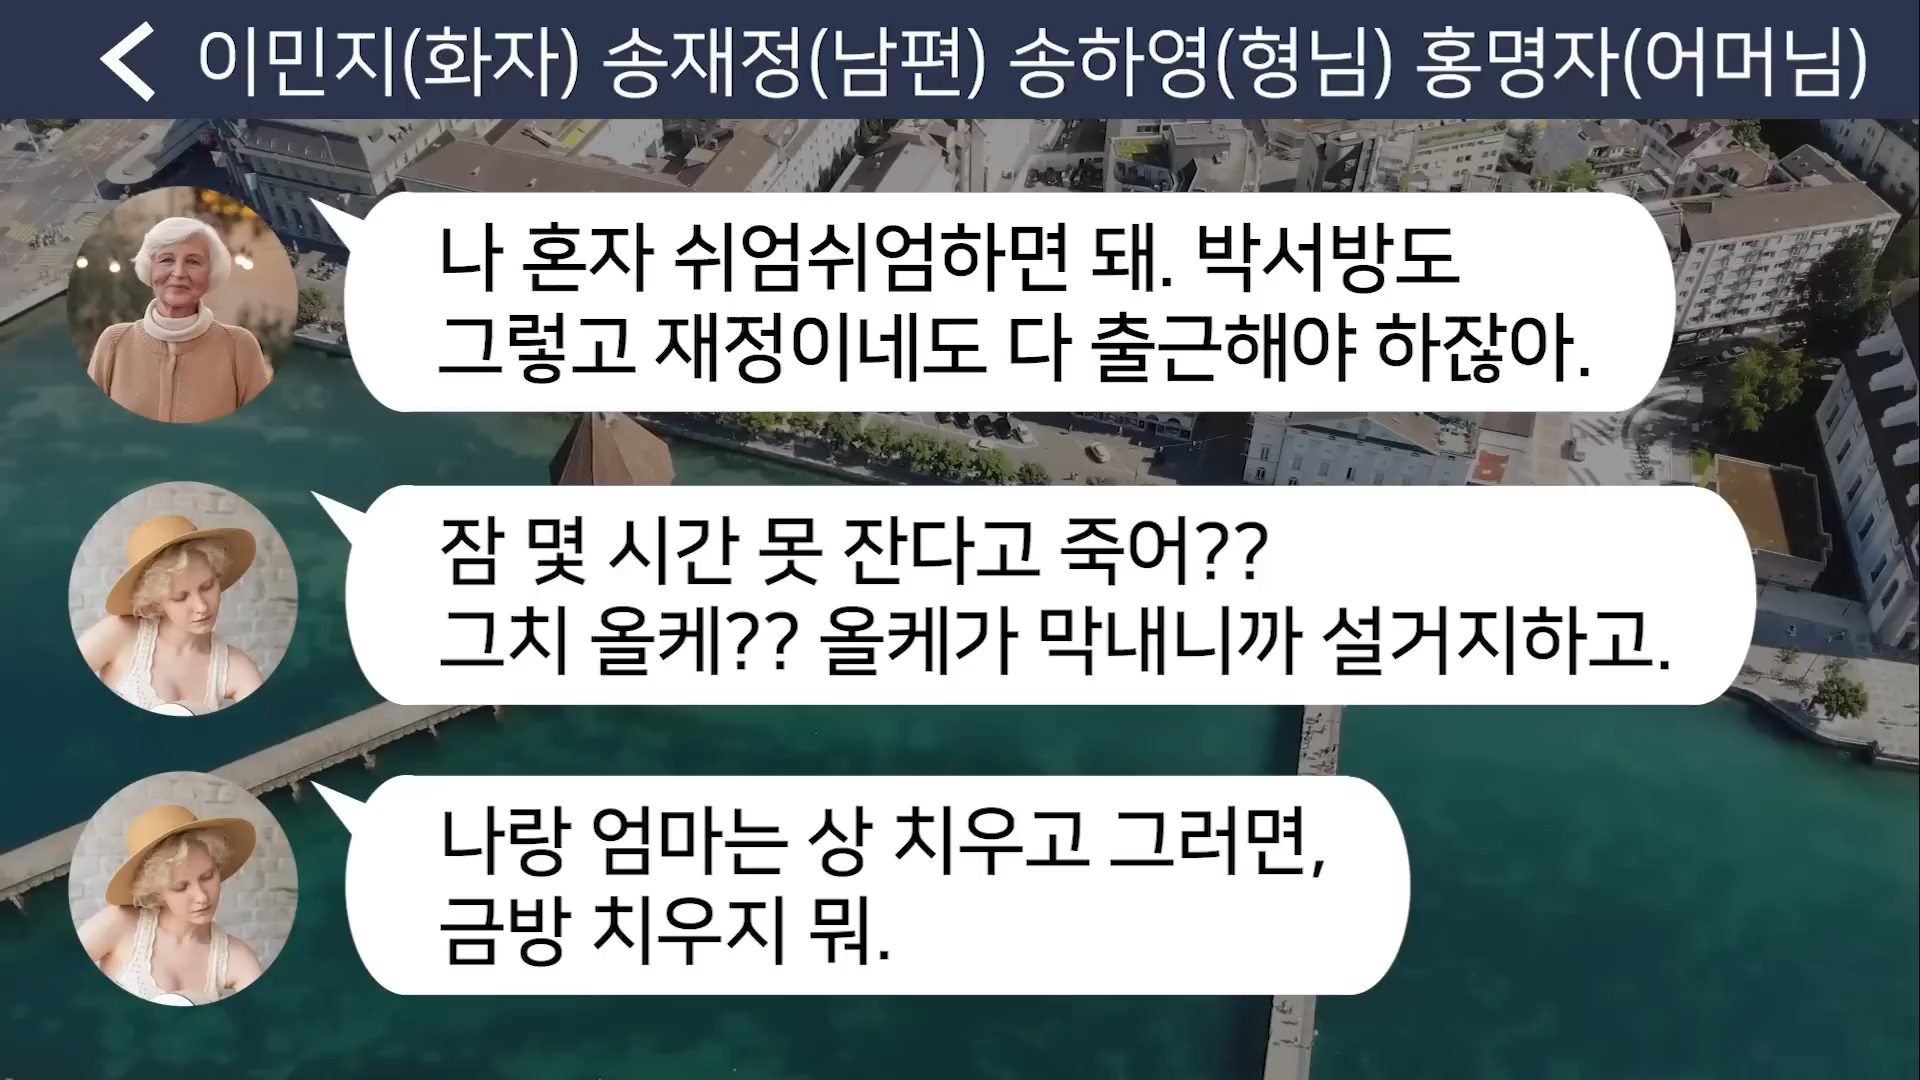 이민지(화자) 송재정(남편) 송하영(형님) 홍명자(어머님)
나 혼자 쉬엄쉬엄하면 돼. 박서방도
그렇고 재정이네도 다 출근해야 하잖아.
잠 몇 시간 못 잔다고 죽어??
그치 올케?? 올케가 막내니까 설거지하고.
나랑 엄마는 상 치우고 그러면,
금방 치우지 뭐.